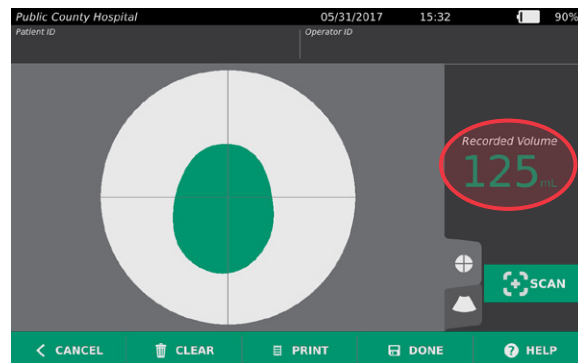 Public County Hospital 05/31/2017 15:32 90%
Patient ID Operator ID
Recorded Volume
125 mL
SCAN
CANCEL CLEAR PRINT DONE HELP